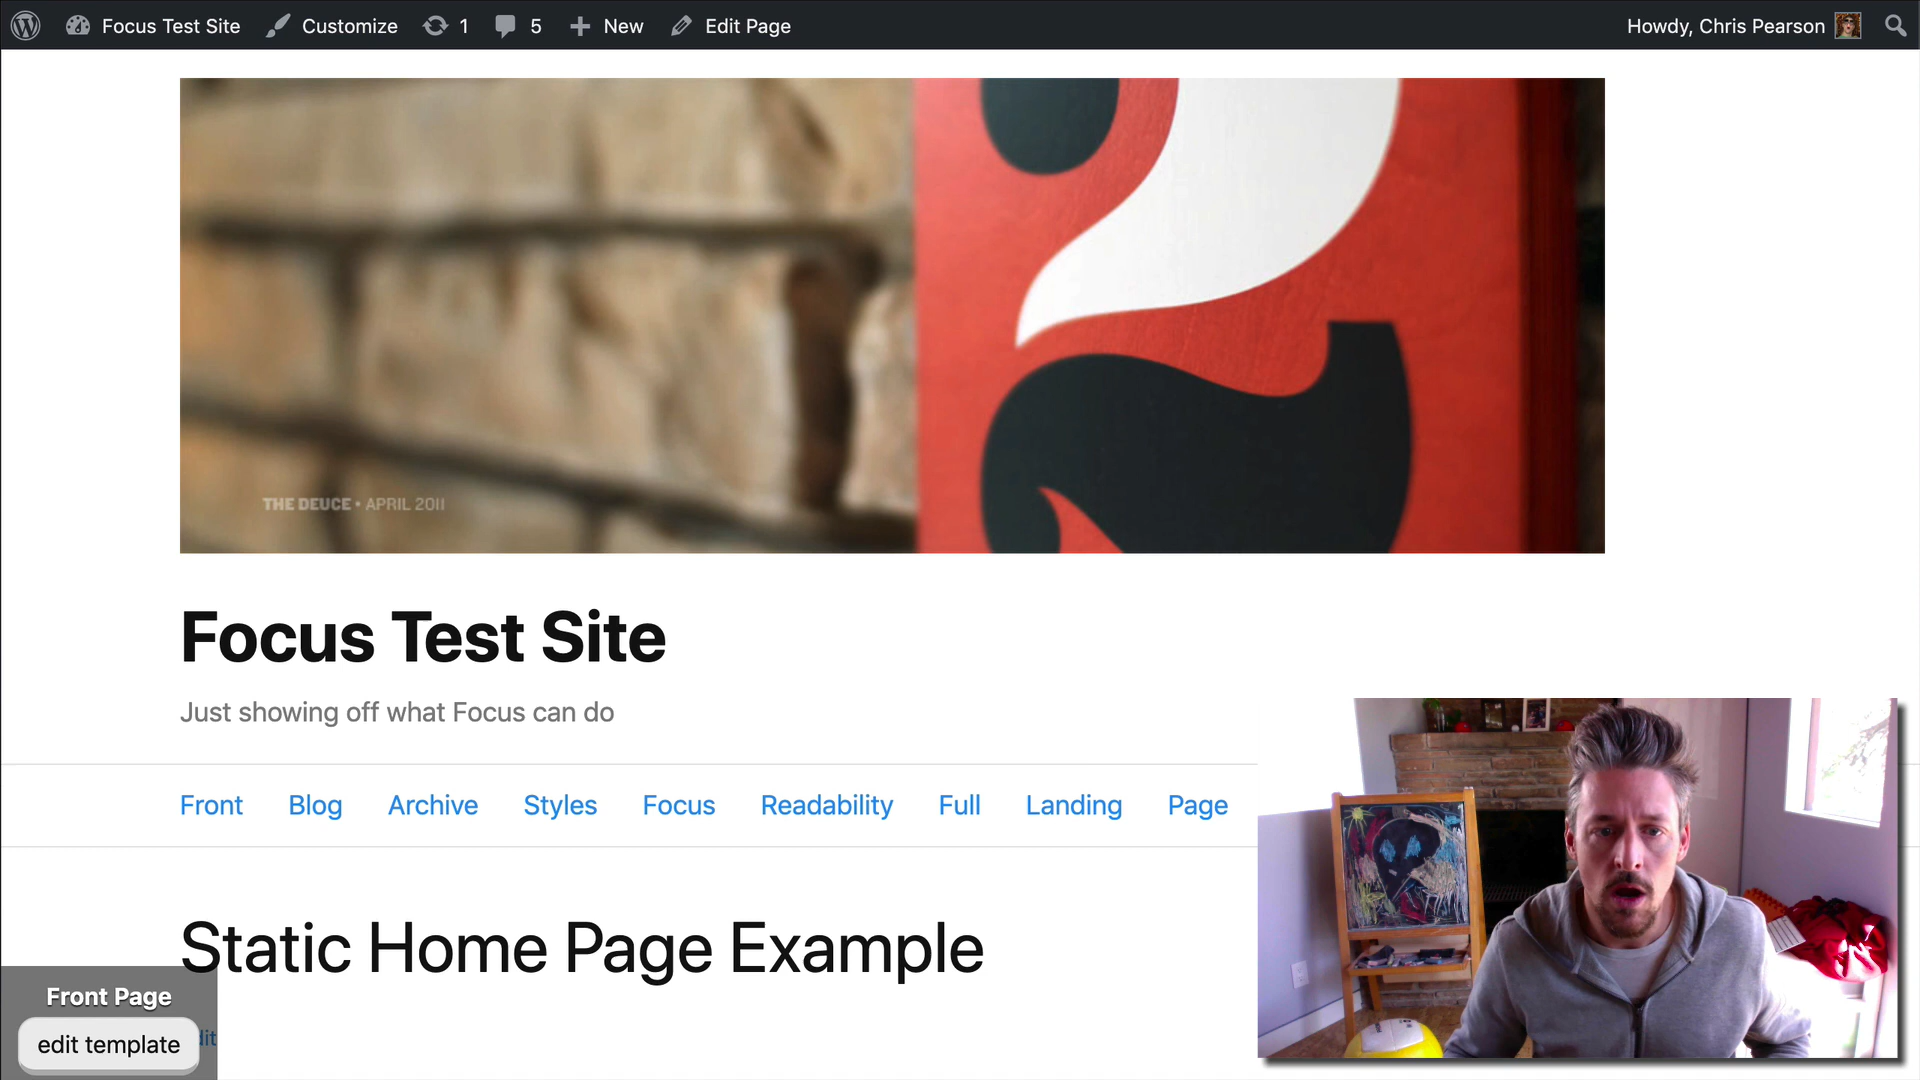 Focus Test Site Customize 1 5 New Edit Page Howdy, Chris Pearson
THE DEUCE • APRIL 2011
Focus Test Site
Just showing off what Focus can do
Front Blog Archive Styles Focus Readability Full Landing Page
Static Home Page Example
Front Page
edit template